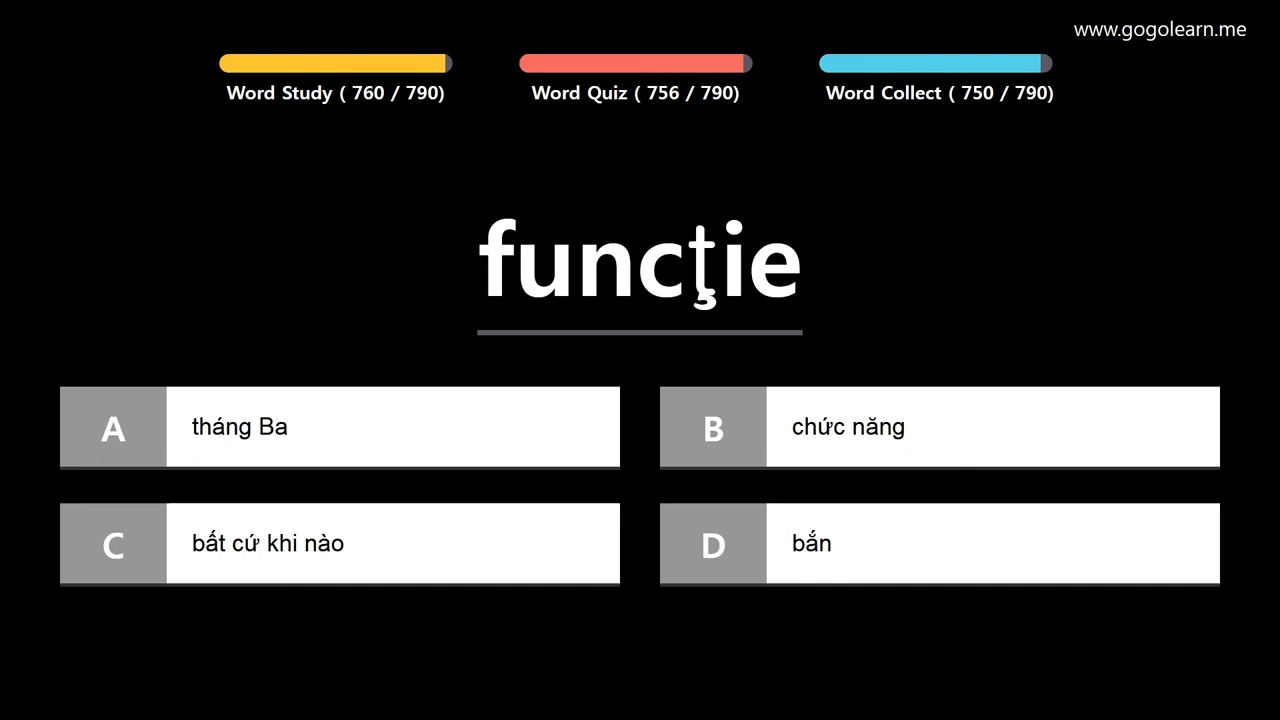 www.gogolearn.me
Word Study ( 760 / 790)
Word Quiz ( 756 / 790)
Word Collect ( 750 / 790)
funcţie
A tháng Ba
B chức năng
C bất cứ khi nào
D bắn